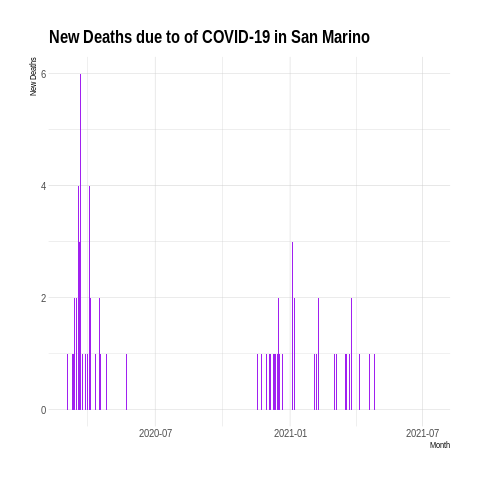 New Deaths due to of COVID-19 in San Marino
New Deaths
6
4
2
0
2020-07 2021-01 2021-07
Month